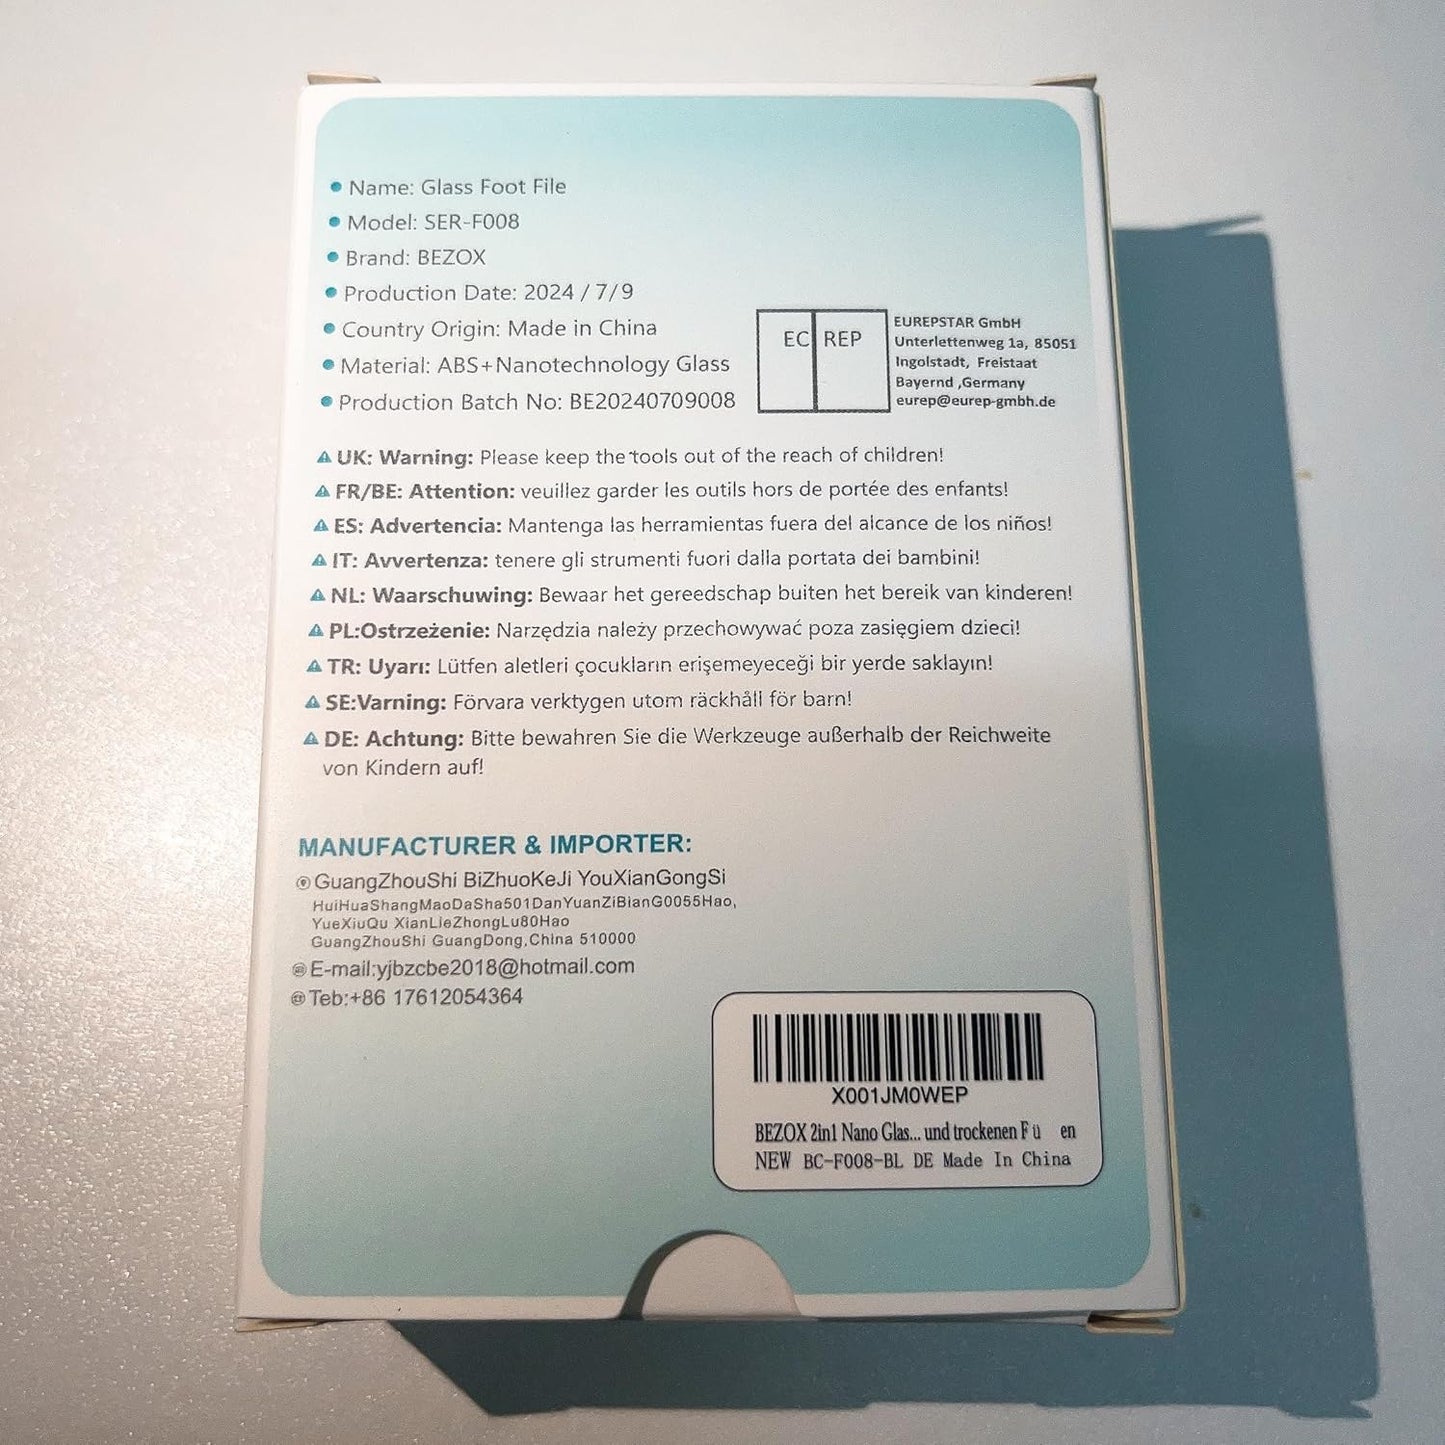 Name: Glass Foot File
Model: SER-F008
Brand: BEZOX
Production Date: 2024 / 7/9
Country Origin: Made in China
Material: ABS+Nanotechnology Glass
Production Batch No: BE20240709008
EC REP
EUREPSTAR GmbH
Unterlettenweg 1a, 85051
Ingolstadt, Freistaat
Bayernd ,Germany
eurep@eurep-gmbh.de
UK: Warning: Please keep the tools out of the reach of children!
FR/BE: Attention: veuillez garder les outils hors de portée des enfants!
ES: Advertencia: Mantenga las herramientas fuera del alcance de los niños!
IT: Avvertenza: tenere gli strumenti fuori dalla portata dei bambini!
NL: Waarschuwing: Bewaar het gereedschap buiten het bereik van kinderen!
PL:Ostrzeżenie: Narzędzia należy przechowywać poza zasięgiem dzieci!
TR: Uyarı: Lütfen aletleri çocukların erişemeyeceği bir yerde saklayın!
SE:Varning: Förvara verktygen utom räckhåll för barn!
DE: Achtung: Bitte bewahren Sie die Werkzeuge außerhalb der Reichweite
von Kindern auf!
MANUFACTURER & IMPORTER:
GuangZhouShi BiZhuoKeJi YouXianGongSi
HuiHuaShangMaoDaSha501DanYuanZiBianG0055Hao,
YueXiuQu XianLieZhongLu80Hao
GuangZhouShi GuangDong,China 510000
E-mail:yjbzcbe2018@hotmail.com
Teb:+86 17612054364
X001JM0WEP
BEZOX 2in1 Nano Glas... und trockenen Fü en
NEW BC-F008-BL DE Made In China